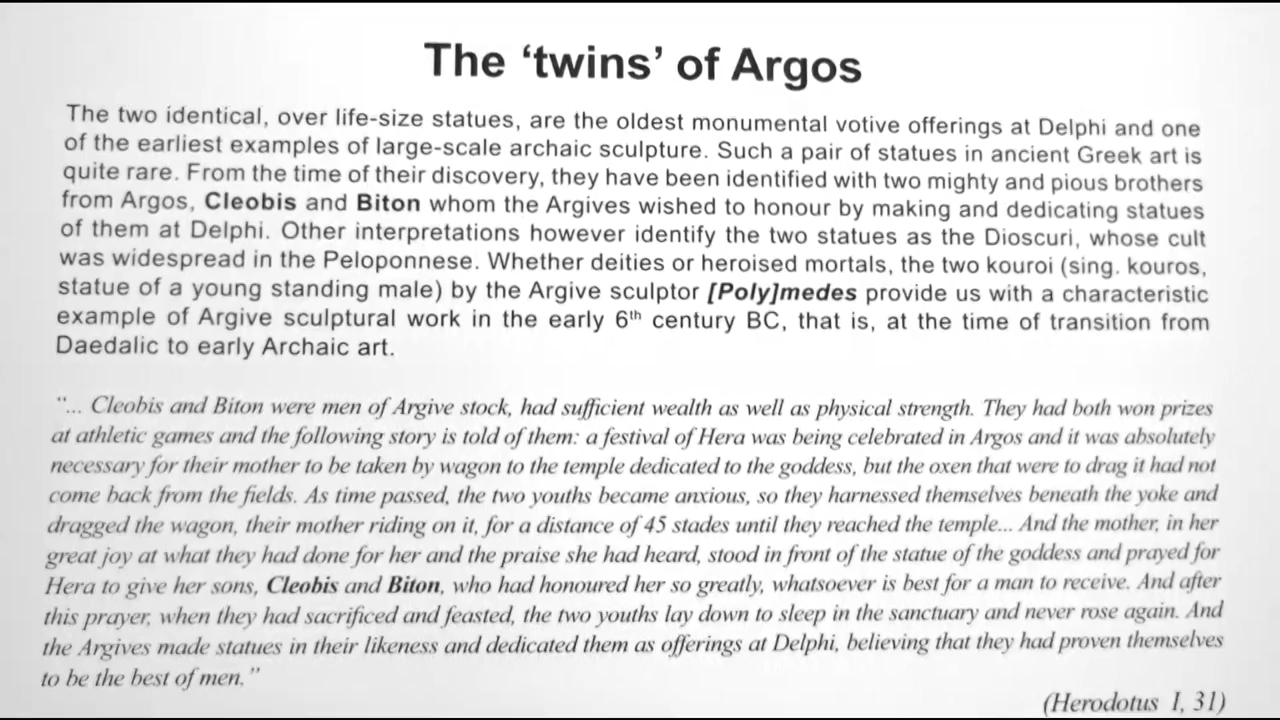 The ‘twins’ of Argos
The two identical, over life-size statues, are the oldest monumental votive offerings at Delphi and one
of the earliest examples of large-scale archaic sculpture. Such a pair of statues in ancient Greek art is
quite rare. From the time of their discovery, they have been identified with two mighty and pious brothers
from Argos, Cleobis and Biton whom the Argives wished to honour by making and dedicating statues
of them at Delphi. Other interpretations however identify the two statues as the Dioscuri, whose cult
was widespread in the Peloponnese. Whether deities or heroised mortals, the two kouroi (sing. kouros,
statue of a young standing male) by the Argive sculptor [Poly]medes provide us with a characteristic
example of Argive sculptural work in the early 6th century BC, that is, at the time of transition from
Daedalic to early Archaic art.
“... Cleobis and Biton were men of Argive stock, had sufficient wealth as well as physical strength. They had both won prizes
at athletic games and the following story is told of them: a festival of Hera was being celebrated in Argos and it was absolutely
necessary for their mother to be taken by wagon to the temple dedicated to the goddess, but the oxen that were to drag it had not
come back from the fields. As time passed, the two youths became anxious, so they harnessed themselves beneath the yoke and
dragged the wagon, their mother riding on it, for a distance of 45 stades until they reached the temple... And the mother, in her
great joy at what they had done for her and the praise she had heard, stood in front of the statue of the goddess and prayed for
Hera to give her sons, Cleobis and Biton, who had honoured her so greatly, whatsoever is best for a man to receive. And after
this prayer, when they had sacrificed and feasted, the two youths lay down to sleep in the sanctuary and never rose again. And
the Argives made statues in their likeness and dedicated them as offerings at Delphi, believing that they had proven themselves
to be the best of men.”
(Herodotus I, 31)